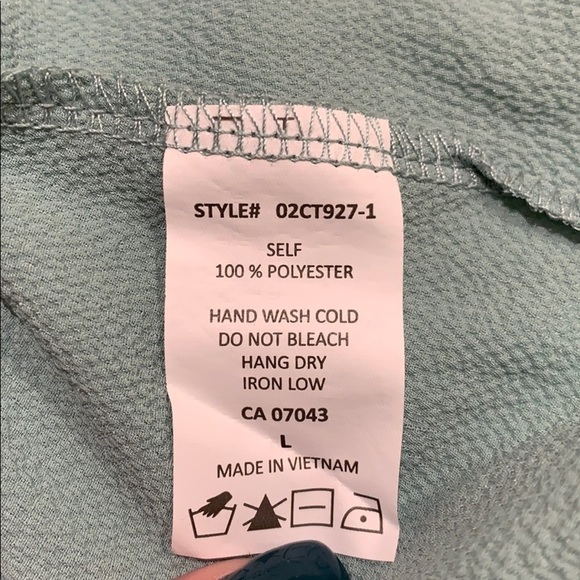 STYLE# 02CT927-1
SELF
100 % POLYESTER
HAND WASH COLD
DO NOT BLEACH
HANG DRY
IRON LOW
CA 07043
L
MADE IN VIETNAM